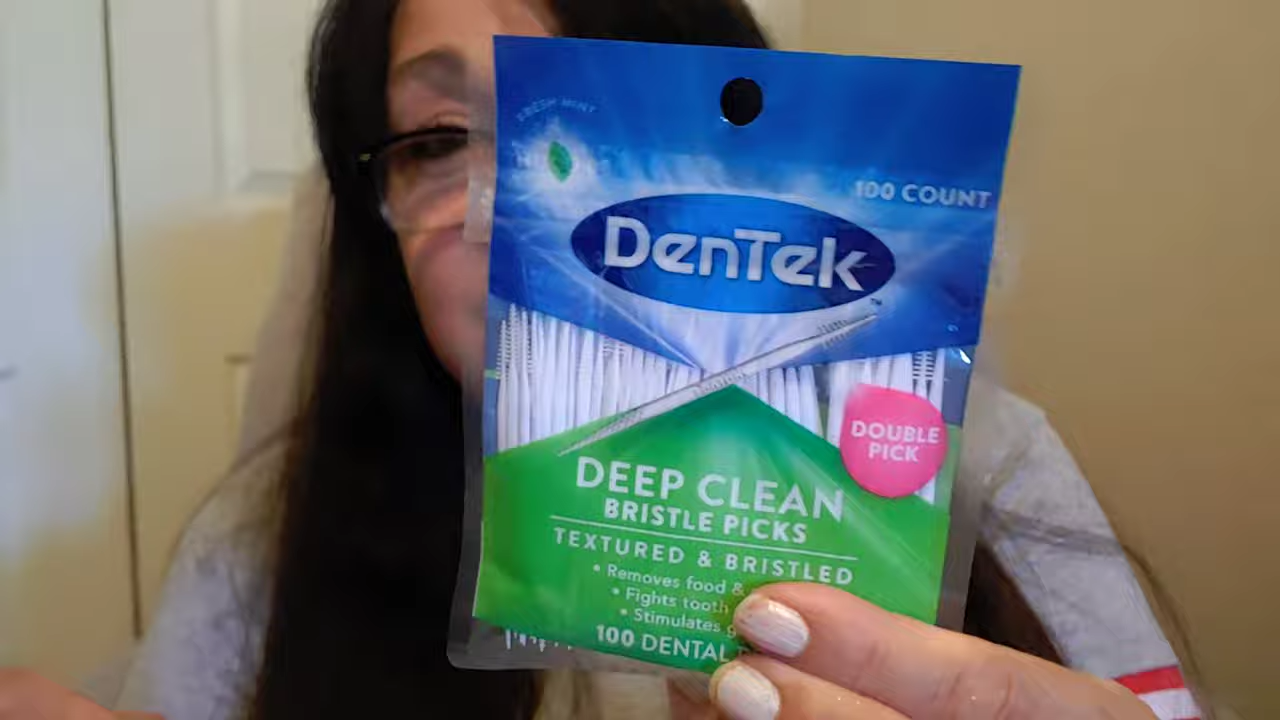 FRESH MINT
100 COUNT
DenTek™
DOUBLE
PICK
DEEP CLEAN
BRISTLE PICKS
TEXTURED & BRISTLED
• Removes food &
• Fights tooth
• Stimulates
100 DENTAL